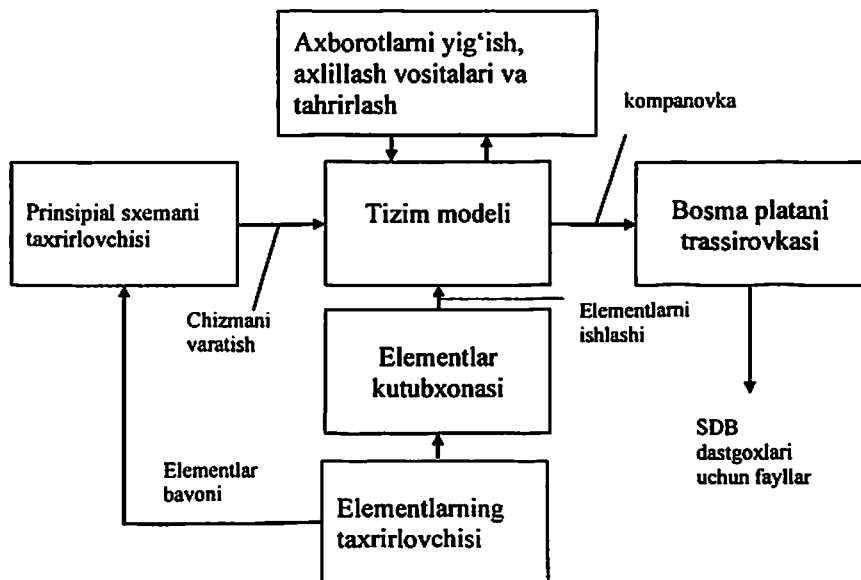 Axborotlarni yig‘ish,
axlillash vositalari va
tahrirlash
kompanovka
Prinsipial sxemani
taxrirlovchisi
Tizim modeli
Bosma platani
trassirovkasi
Chizmani
varatish
Elementlarni
ishlashi
Elementlar
kutubxonasi
SDB
dastgoxlari
uchun fayllar
Elementlar
bavoni
Elementlarning
taxrirlovchisi